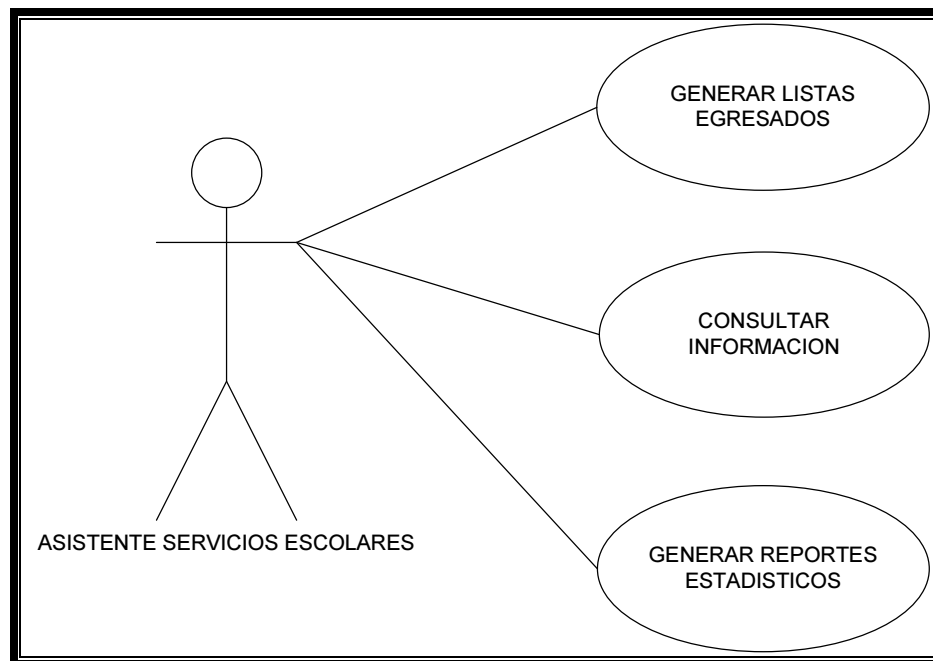 GENERAR LISTAS
EGRESADOS
CONSULTAR
INFORMACION
ASISTENTE SERVICIOS ESCOLARES
GENERAR REPORTES
ESTADISTICOS